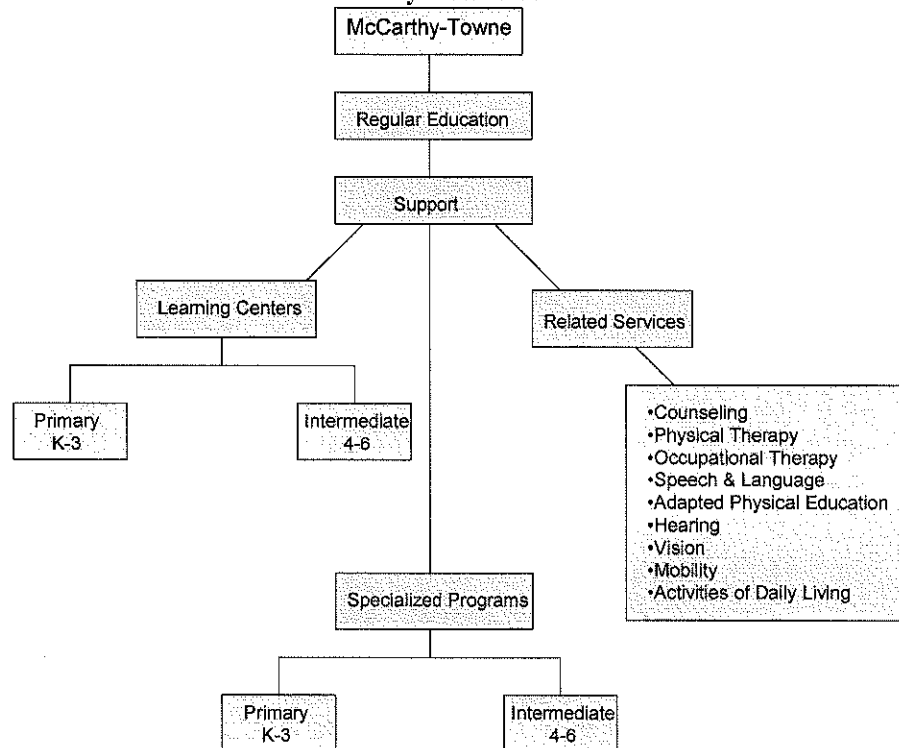 McCarthy-Towne
Regular Education
Support
Learning Centers
Related Services
Primary
K-3
Intermediate
4-6
•Counseling
•Physical Therapy
•Occupational Therapy
•Speech & Language
•Adapted Physical Education
•Hearing
•Vision
•Mobility
•Activities of Daily Living
Specialized Programs
Primary
K-3
Intermediate
4-6